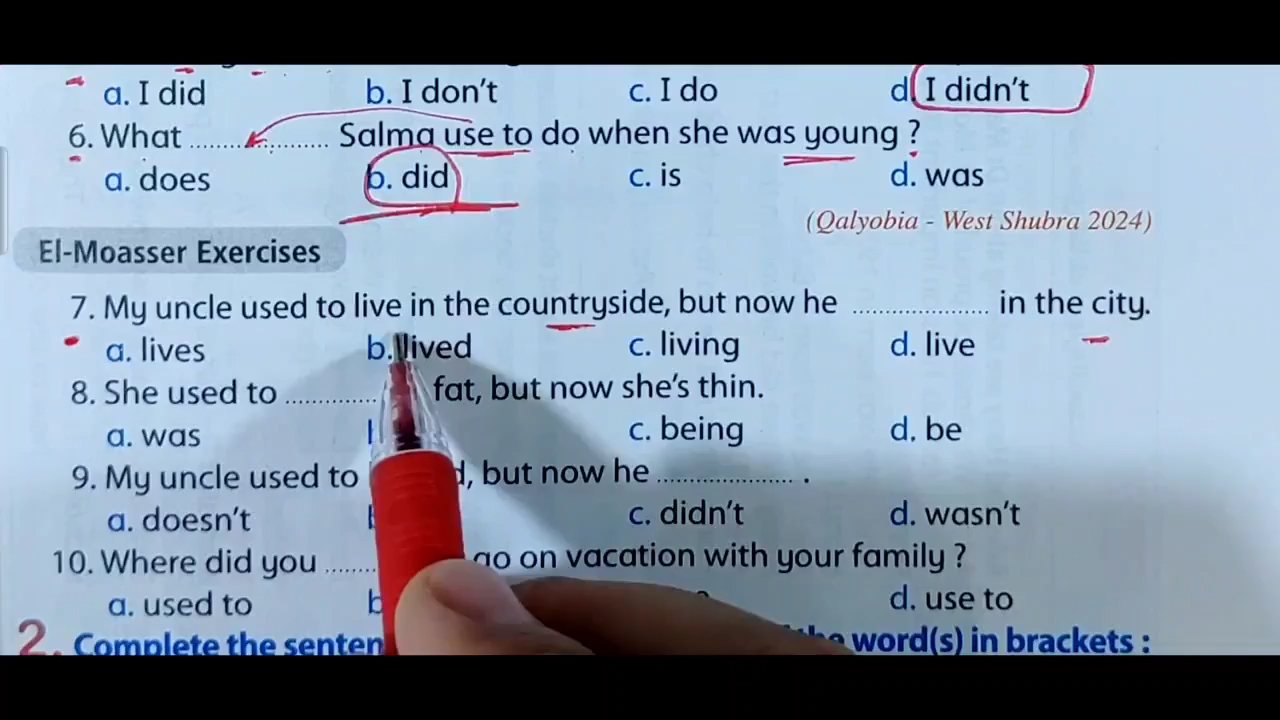 a. I did b. I don't c. I do d. I didn't
6. What .................. Salma use to do when she was young ?
a. does b. did c. is d. was
(Qalyobia - West Shubra 2024)
El-Moasser Exercises
7. My uncle used to live in the countryside, but now he .................. in the city.
a. lives b. lived c. living d. live
8. She used to ............ fat, but now she's thin.
a. was c. being d. be
9. My uncle used to , but now he .................. .
a. doesn't c. didn't d. wasn't
10. Where did you ....... go on vacation with your family ?
a. used to d. use to
2. Complete the word(s) in brackets :